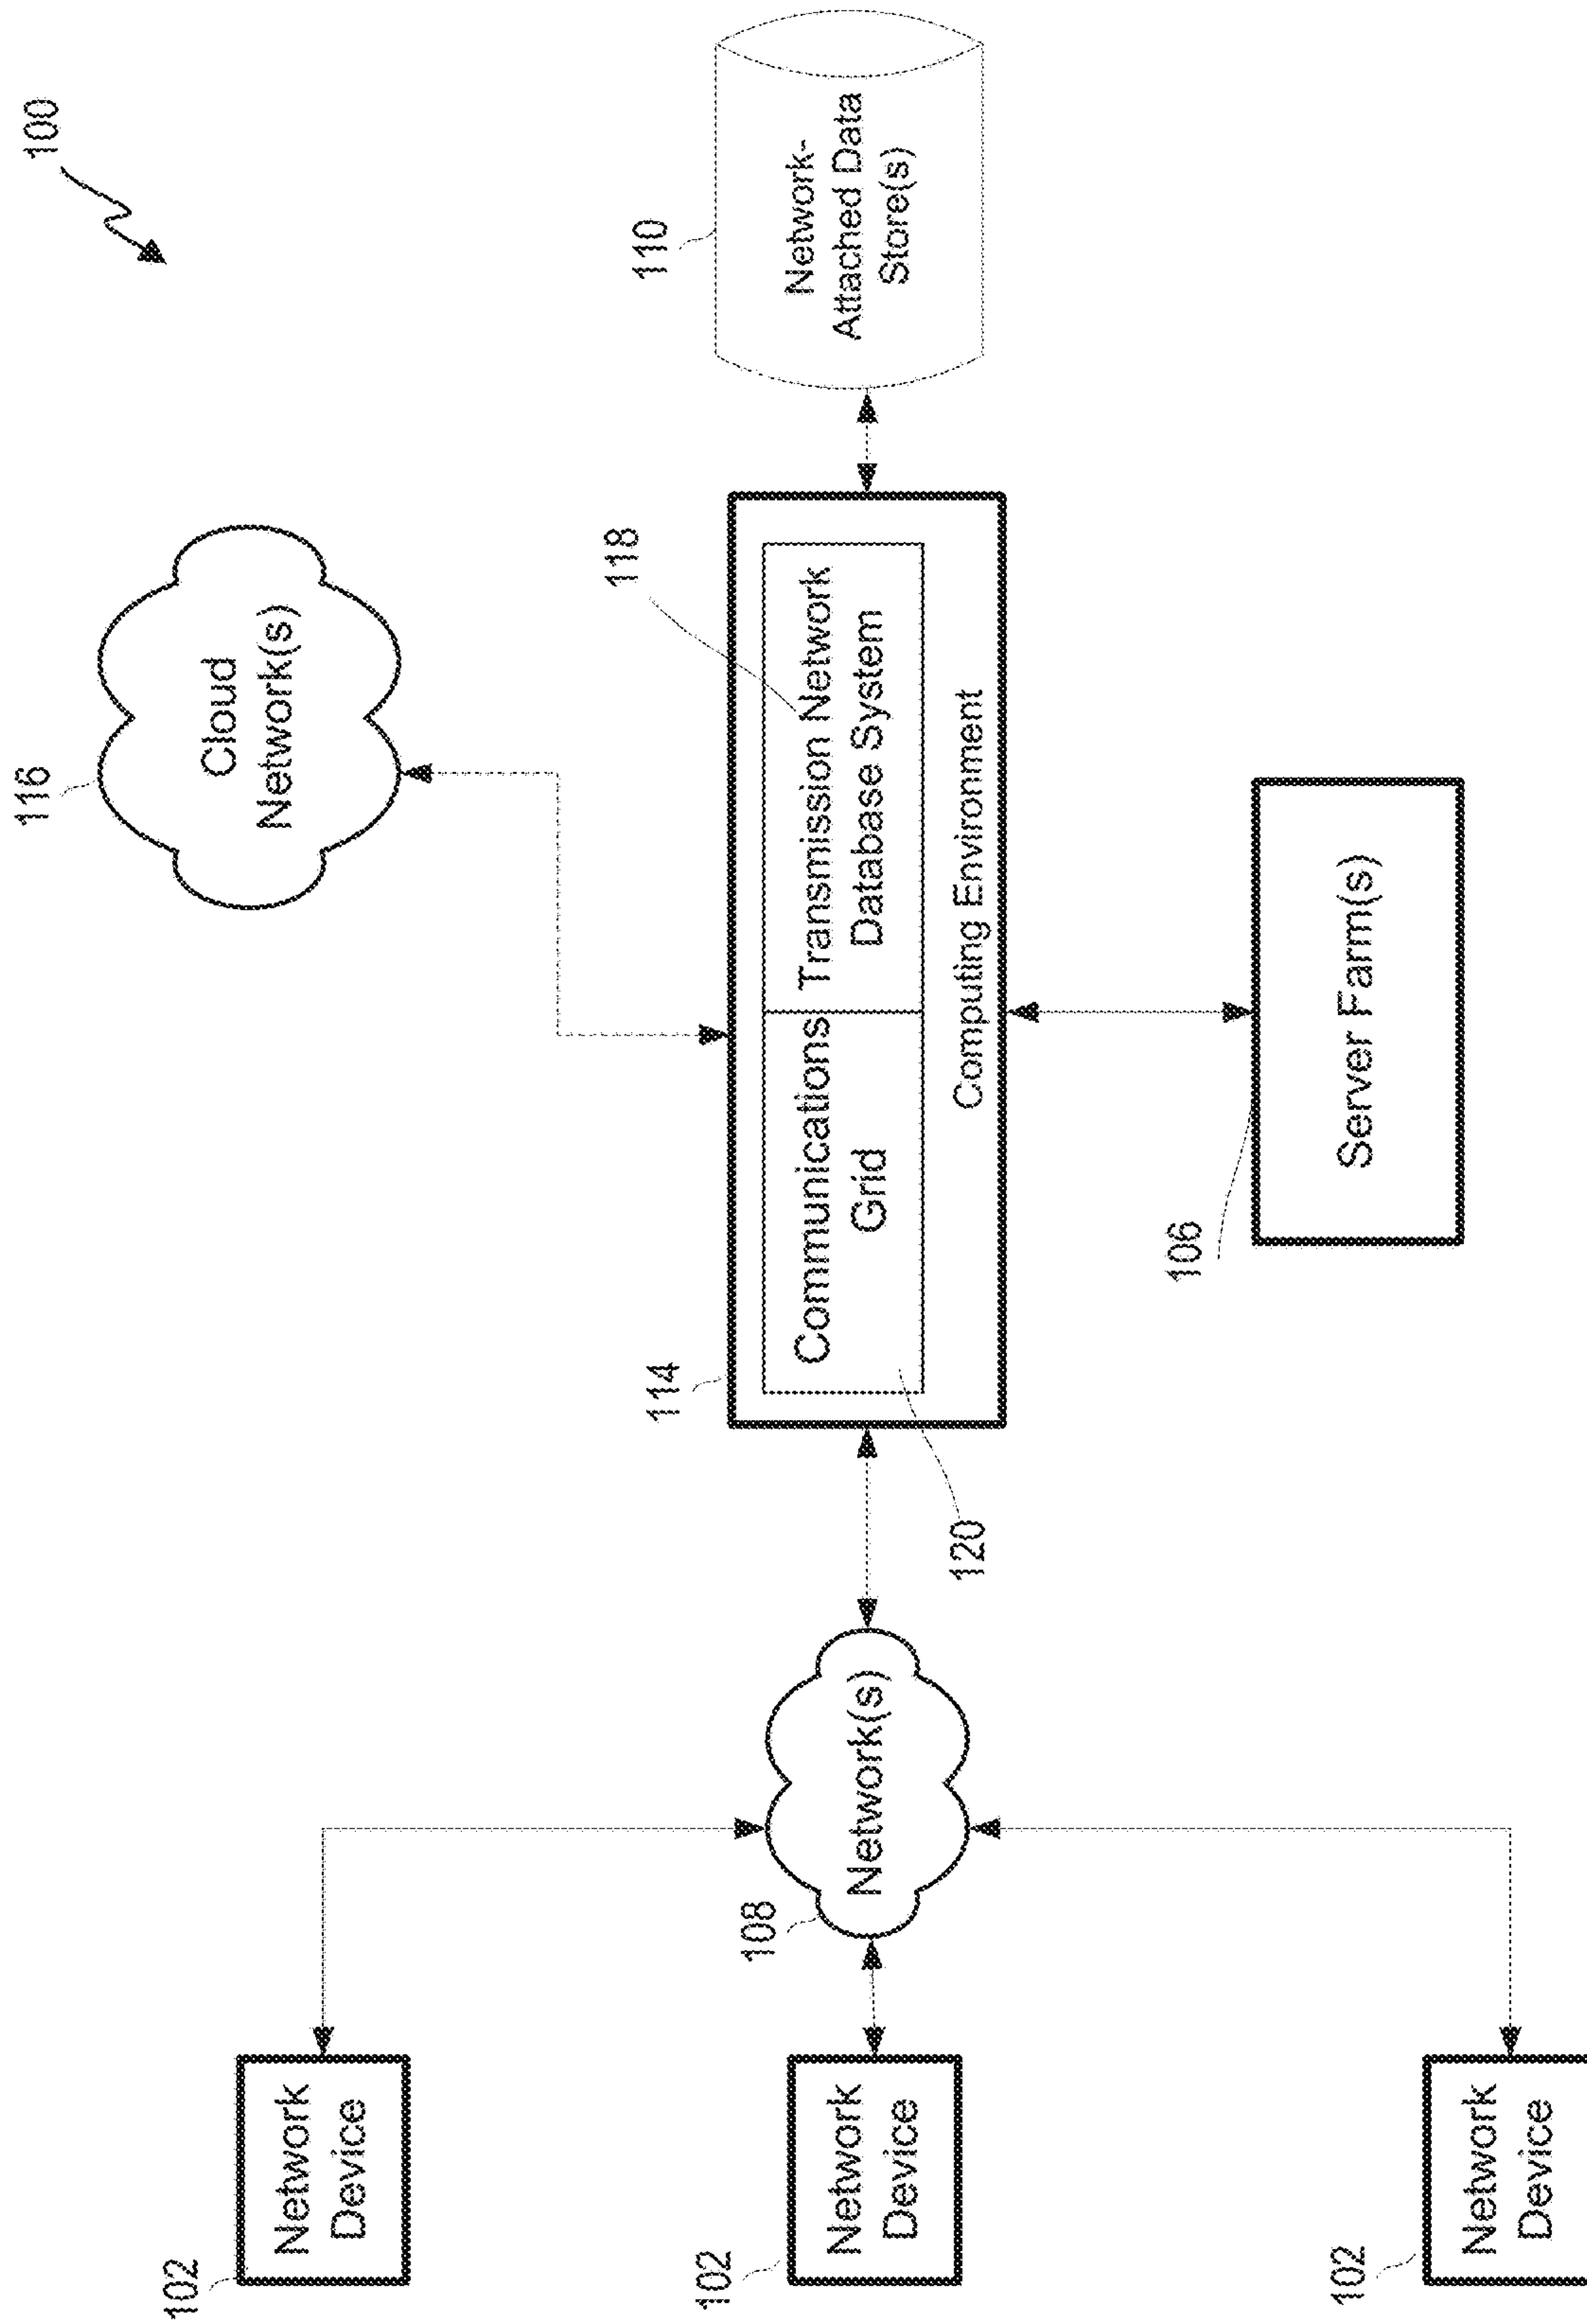 100
116
Cloud
Network(s)
110
Network-
Attached Data
Store(s)
118
114
Communications
Grid
Transmission Network
Database System
Computing Environment
120
106
Server Farm(s)
108
Network(s)
102
Network
Device
102
Network
Device
102
Network
Device